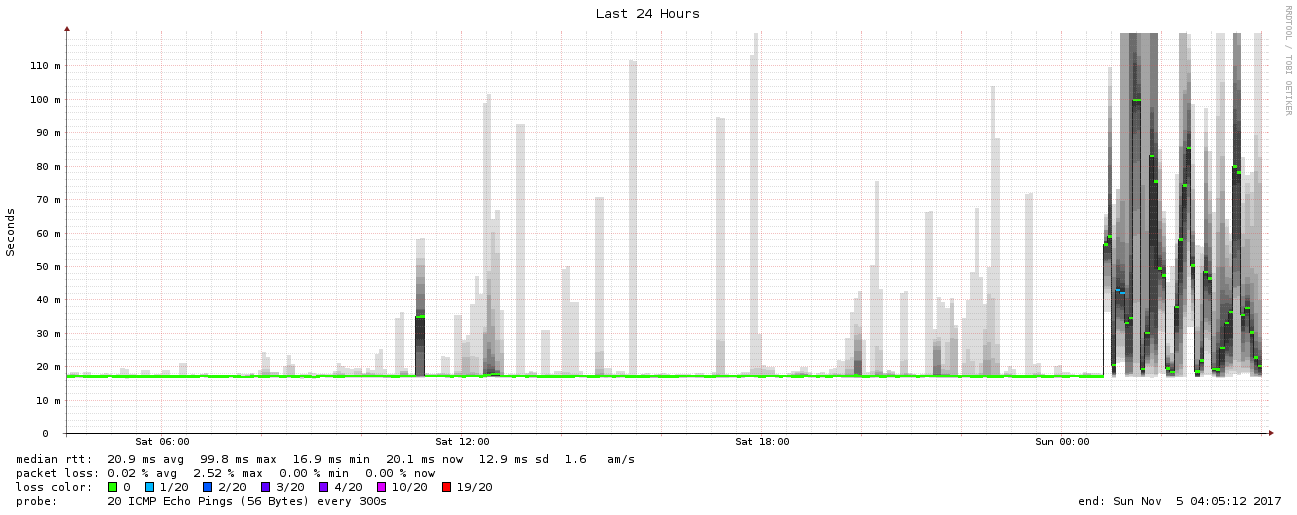 Last 24 Hours
RRDTOOL / TOBI OETIKER
Seconds
110 m
100 m
90 m
80 m
70 m
60 m
50 m
40 m
30 m
20 m
10 m
0
Sat 06:00 Sat 12:00 Sat 18:00 Sun 00:00
median rtt: 20.9 ms avg 99.8 ms max 16.9 ms min 20.1 ms now 12.9 ms sd 1.6 am/s
packet loss: 0.02 % avg 2.52 % max 0.00 % min 0.00 % now
loss color: 0 1/20 2/20 3/20 4/20 10/20 19/20
probe: 20 ICMP Echo Pings (56 Bytes) every 300s end: Sun Nov 5 04:05:12 2017